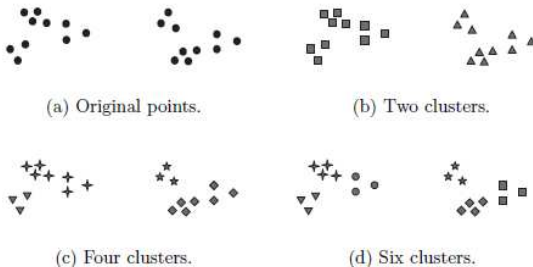 (a) Original points.
(b) Two clusters.
(c) Four clusters.
(d) Six clusters.